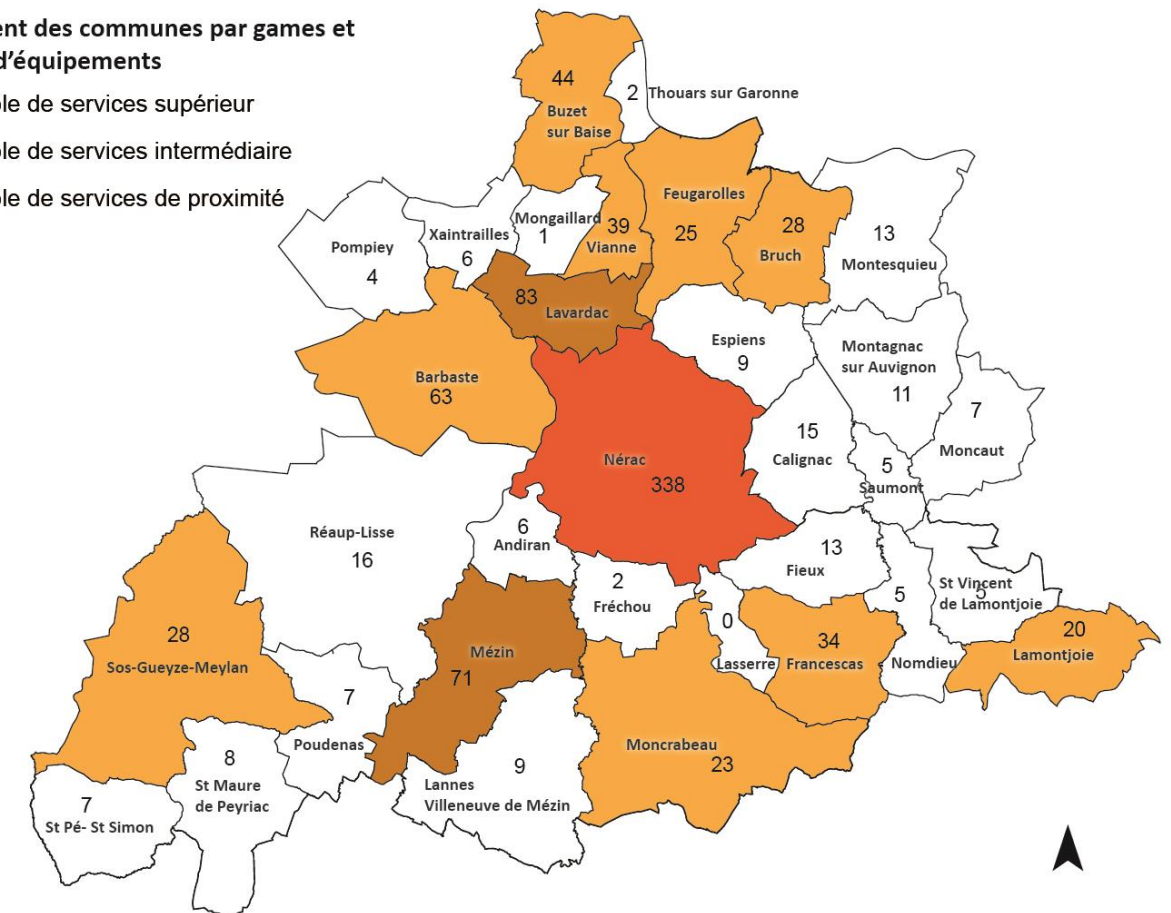 ent des communes par games et
d’équipements
le de services supérieur
le de services intermédiaire
le de services de proximité
44
Buzet
sur Baise
2 Thouars sur Garonne
Feugarolles
25
28
Bruch
13
Montesquieu
Mongaillard
1
39
Vianne
Xaintrailles
6
Pompiey
4
83
Lavardac
Espiens
9
Montagnac
sur Auvignon
11
Barbaste
63
7
Moncaut
15
Calignac
5
Saumont
Nérac
338
Réaup-Lisse
16
6
Andiran
13
Fieux
2
Fréchou
5
Nomdieu
St Vincent
de Lamontjoie
5
0
Lasserre
34
Francescas
20
Lamontjoie
28
Sos-Gueyze-Meylan
Mézin
71
7
Poudenas
Moncrabeau
23
8
St Maure
de Peyriac
9
Lannes
Villeneuve de Mézin
7
St Pé- St Simon